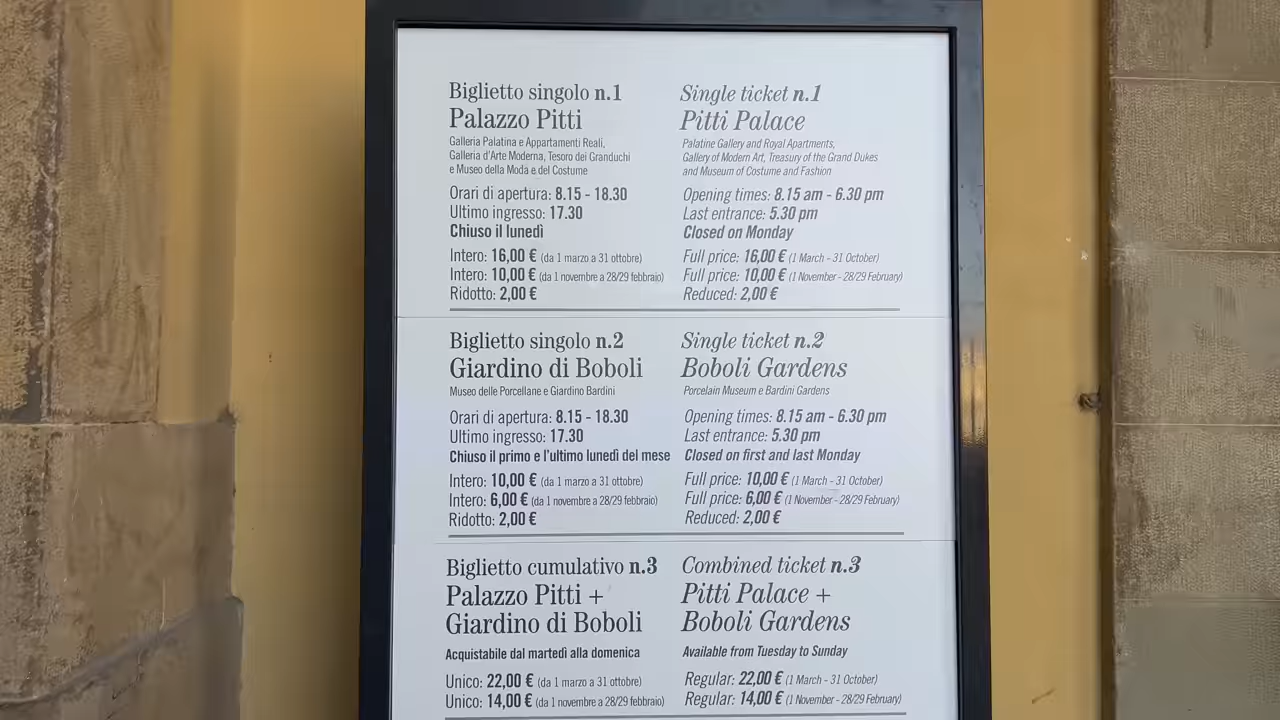 Biglietto singolo n.1
Palazzo Pitti
Galleria Palatina e Appartamenti Reali,
Galleria d'Arte Moderna, Tesoro dei Granduchi
e Museo della Moda e del Costume
Orari di apertura: 8.15 - 18.30
Ultimo ingresso: 17.30
Chiuso il lunedì
Intero: 16,00 € (da 1 marzo a 31 ottobre)
Intero: 10,00 € (da 1 novembre a 28/29 febbraio)
Ridotto: 2,00 €
Single ticket n.1
Pitti Palace
Palatine Gallery and Royal Apartments,
Gallery of Modern Art, Treasury of the Grand Dukes
and Museum of Costume and Fashion
Opening times: 8.15 am - 6.30 pm
Last entrance: 5.30 pm
Closed on Monday
Full price: 16,00 € (1 March - 31 October)
Full price: 10,00 € (1 November - 28/29 February)
Reduced: 2,00 €
Biglietto singolo n.2
Giardino di Boboli
Museo delle Porcellane e Giardino Bardini
Orari di apertura: 8.15 - 18.30
Ultimo ingresso: 17.30
Chiuso il primo e l'ultimo lunedì del mese
Intero: 10,00 € (da 1 marzo a 31 ottobre)
Intero: 6,00 € (da 1 novembre a 28/29 febbraio)
Ridotto: 2,00 €
Single ticket n.2
Boboli Gardens
Porcelain Museum e Bardini Gardens
Opening times: 8.15 am - 6.30 pm
Last entrance: 5.30 pm
Closed on first and last Monday
Full price: 10,00 € (1 March - 31 October)
Full price: 6,00 € (1 November - 28/29 February)
Reduced: 2,00 €
Biglietto cumulativo n.3
Palazzo Pitti +
Giardino di Boboli
Acquistabile dal martedì alla domenica
Unico: 22,00 € (da 1 marzo a 31 ottobre)
Unico: 14,00 € (da 1 novembre a 28/29 febbraio)
Combined ticket n.3
Pitti Palace +
Boboli Gardens
Available from Tuesday to Sunday
Regular: 22,00 € (1 March - 31 October)
Regular: 14,00 € (1 November - 28/29 February)